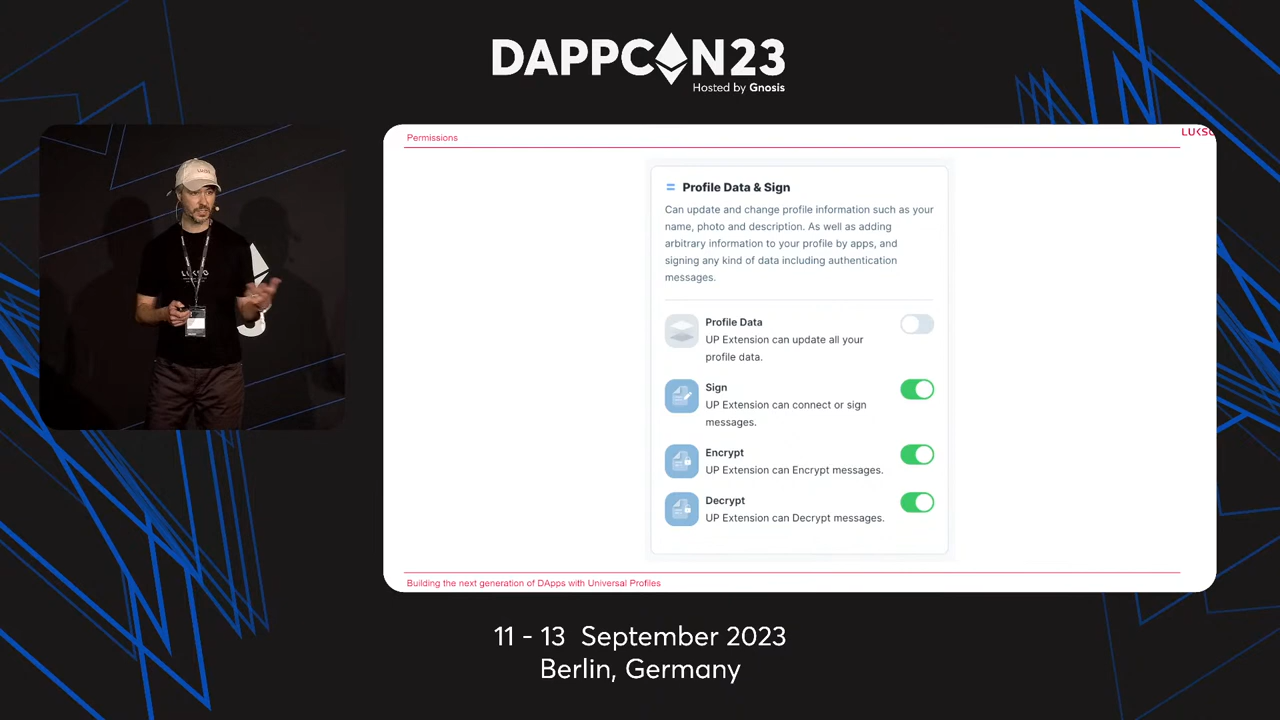 DAPPCON23
Hosted by Gnosis
Permissions
LUKSO
Profile Data & Sign
Can update and change profile information such as your
name, photo and description. As well as adding
arbitrary information to your profile by apps, and
signing any kind of data including authentication
messages.
Profile Data
UP Extension can update all your
profile data.
Sign
UP Extension can connect or sign
messages.
Encrypt
UP Extension can Encrypt messages.
Decrypt
UP Extension can Decrypt messages.
Building the next generation of DApps with Universal Profiles
LUKSO
11 - 13 September 2023
Berlin, Germany